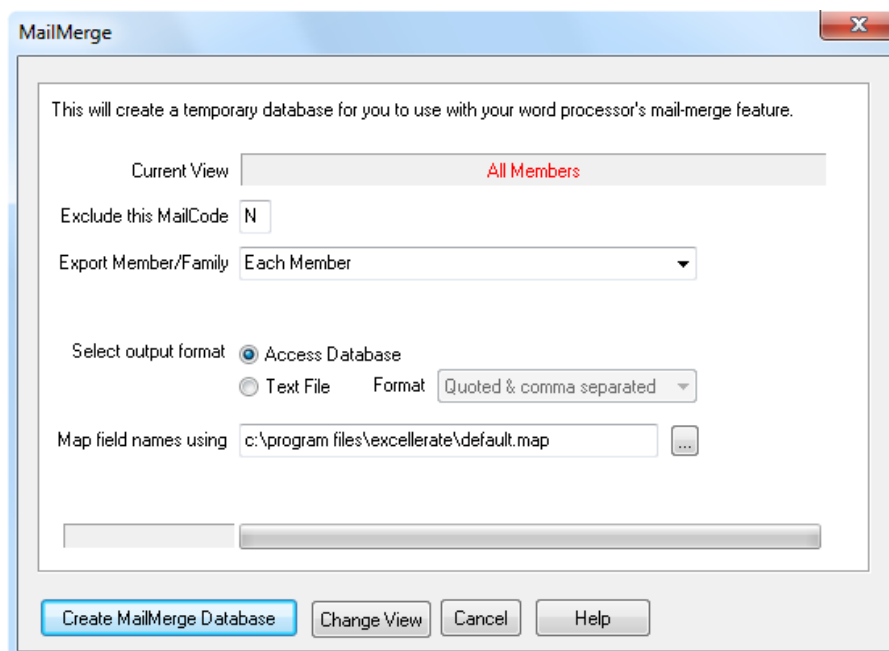 MailMerge
This will create a temporary database for you to use with your word processor's mail-merge feature.
Current View All Members
Exclude this MailCode N
Export Member/Family Each Member
Select output format Access Database
Text File Format Quoted & comma separated
Map field names using c:\program files\excellerate\default.map ...
Create MailMerge Database Change View Cancel Help